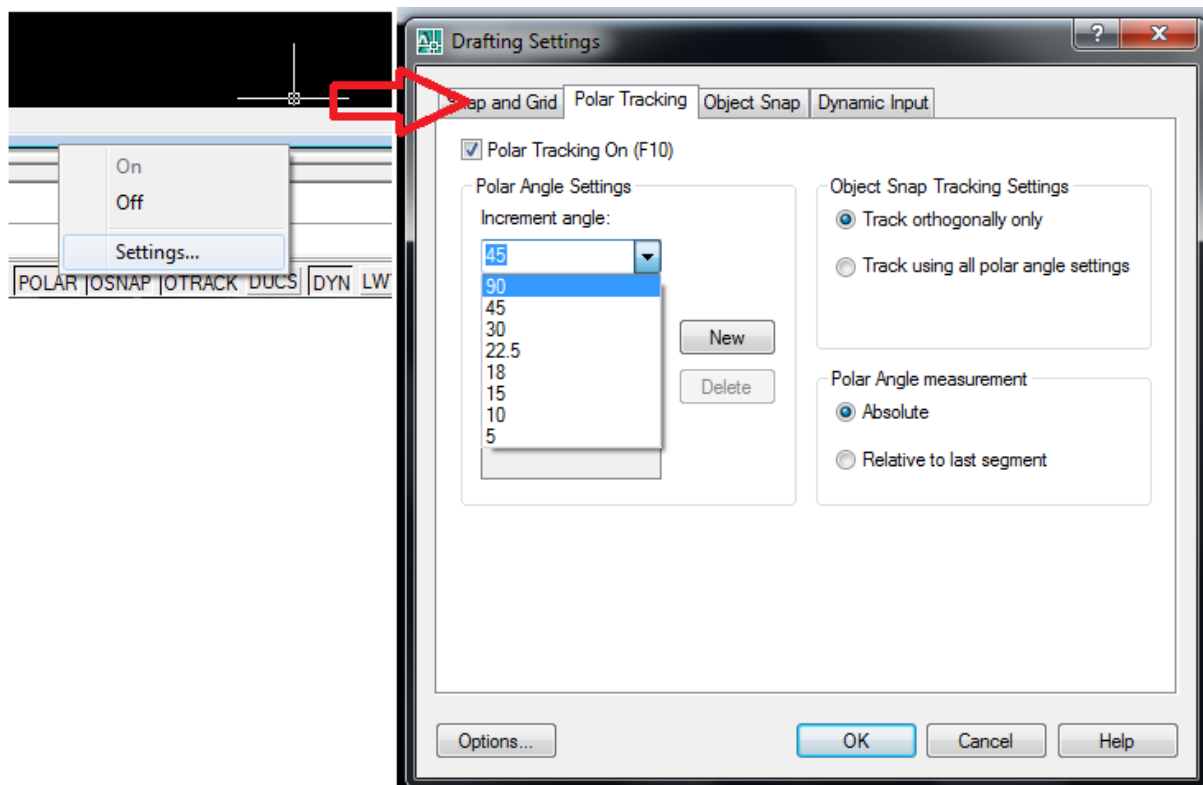 On
Off
Settings...
POLAR OSNAP OTRACK DUCS DYN LW
Drafting Settings
Snap and Grid Polar Tracking Object Snap Dynamic Input
Polar Tracking On (F10)
Polar Angle Settings
Increment angle:
45
90
45
30
22.5
18
15
10
5
New
Delete
Object Snap Tracking Settings
Track orthogonally only
Track using all polar angle settings
Polar Angle measurement
Absolute
Relative to last segment
Options...
OK
Cancel
Help